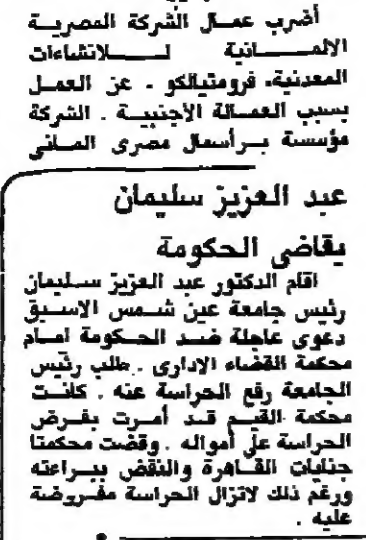 أضرب عمال الشركة المصرية
الالمانية للانشاءات
المعدنية، فرومتيالكو . عن العمل
بسبب العمالة الأجنبية . الشركة
مؤسسة برأسمال مصرى المانى
عبد العزيز سليمان
يقاضى الحكومة
اقام الدكتور عبد العزيز سليمان
رئيس جامعة عين شمس الاسبق
دعوى عاجلة ضد الحكومة امام
محكمة القضاء الادارى . طلب رئيس
الجامعة رفع الحراسة عنه . كانت
محكمة القيم قد أمرت بفرض
الحراسة على أمواله . وقضت محكمتا
جنايات القاهرة والنقض ببراءته
ورغم ذلك لاتزال الحراسة مفروضة
عليه .